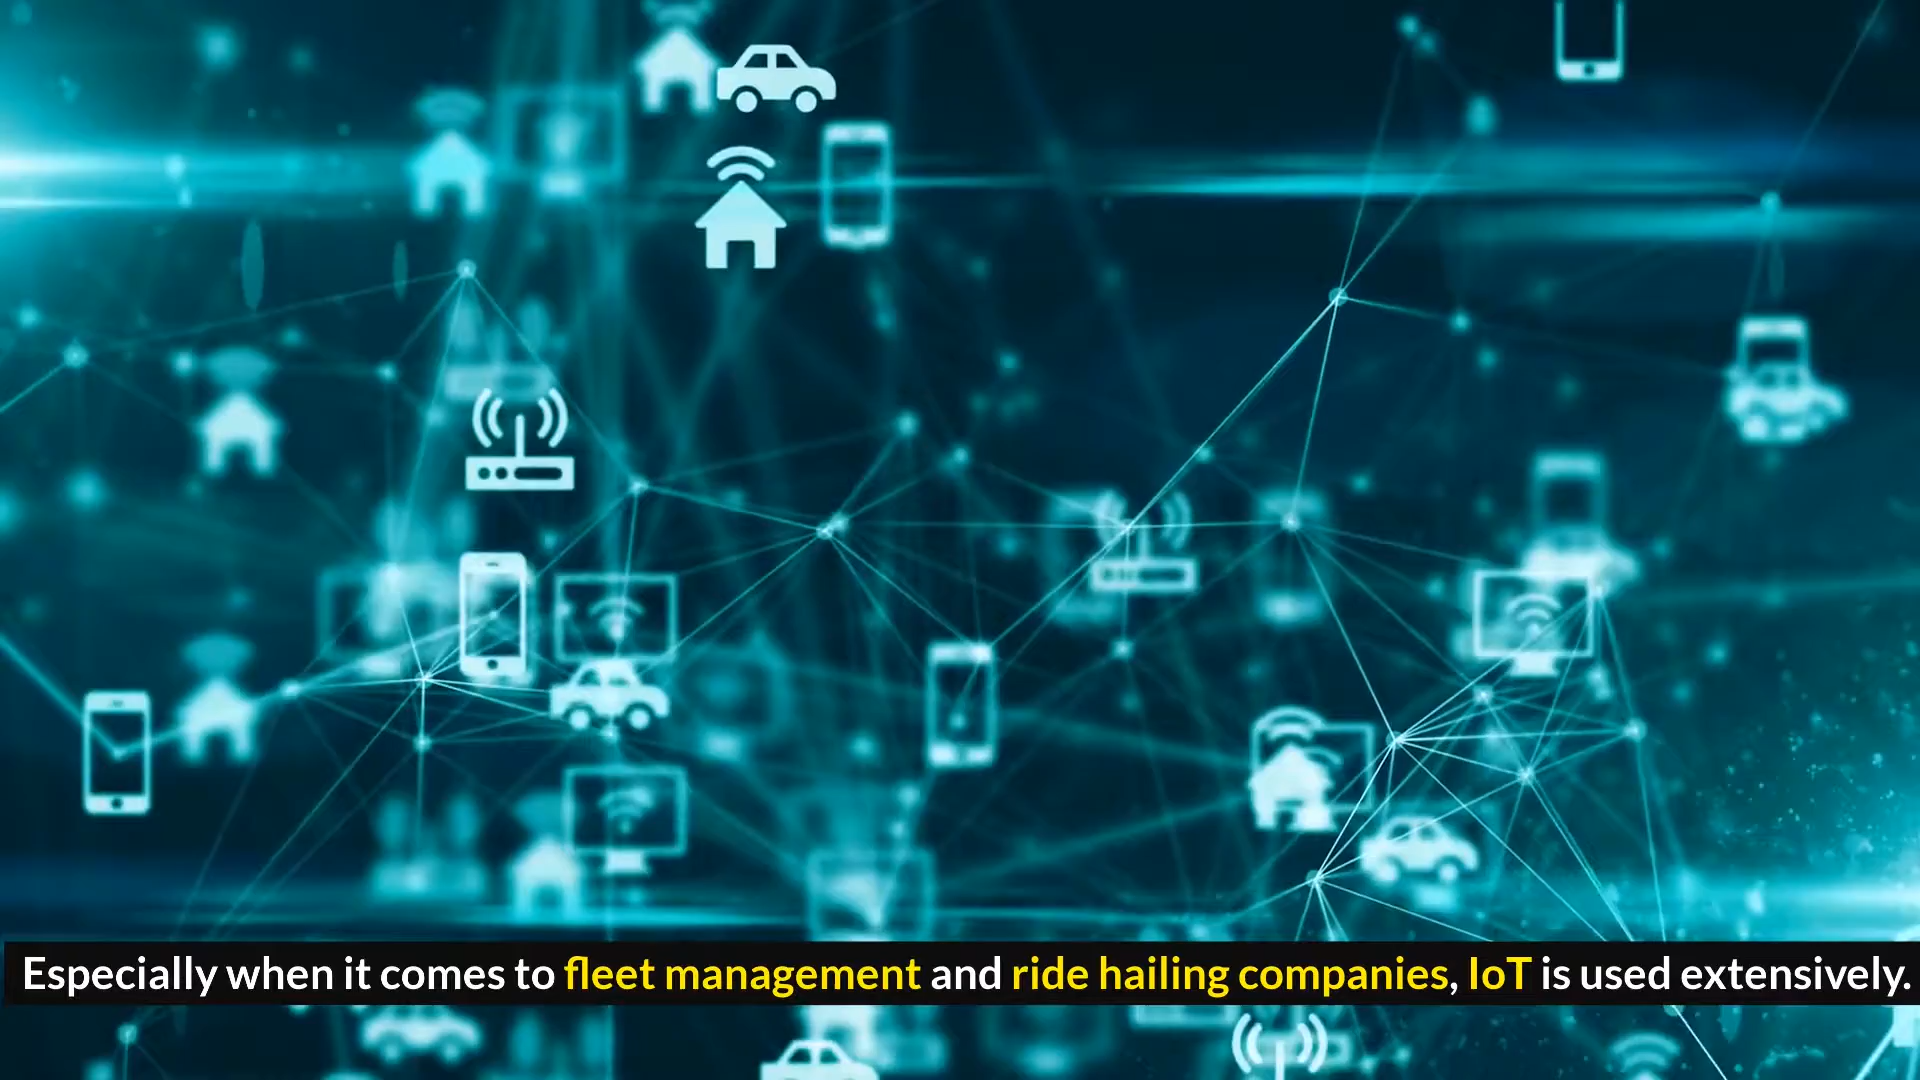 Especially when it comes to fleet management and ride hailing companies, IoT is used extensively.